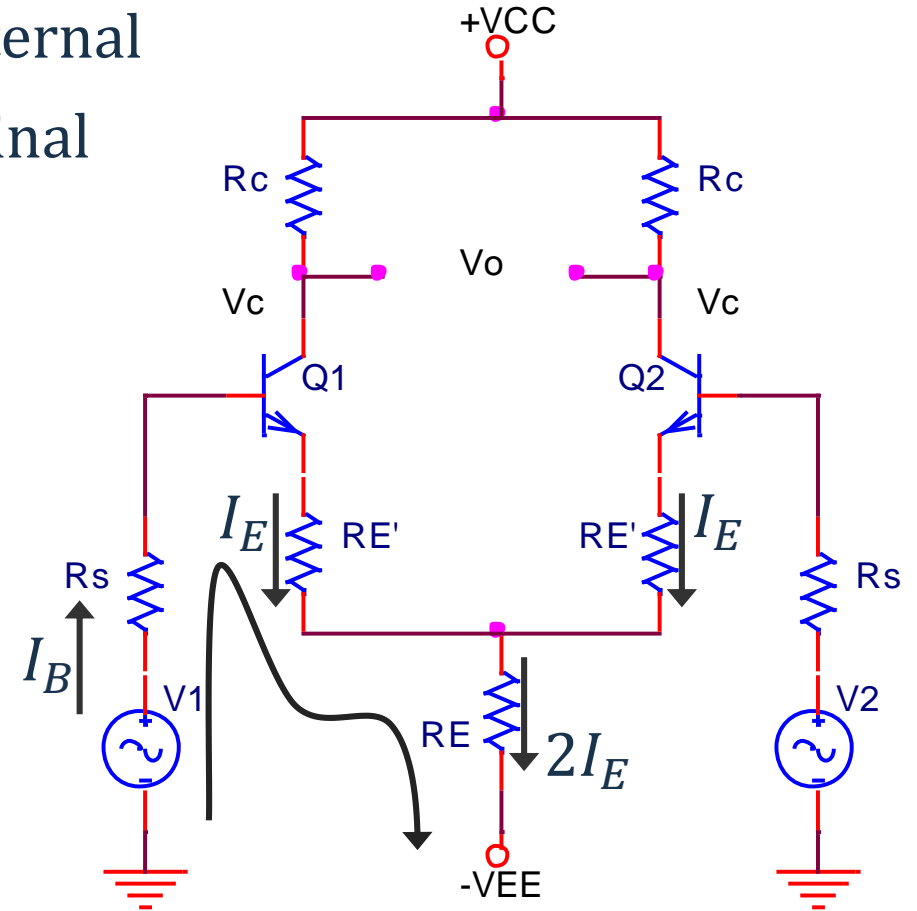 ternal
inal
+VCC
Rc
Rc
Vo
Vc
Vc
Q1
Q2
I_E
RE'
RE'
I_E
Rs
Rs
I_B
V1
V2
RE
2I_E
-VEE